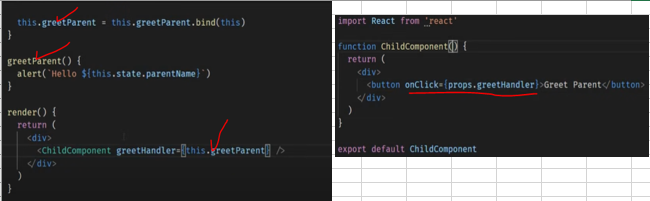 this.greetParent = this.greetParent.bind(this)
}
greetParent() {
alert(`Hello ${this.state.parentName}`)
}
render() {
return (
<div>
<ChildComponent greetHandler={this.greetParent} />
</div>
)
}
import React from 'react'
function ChildComponent() {
return (
<div>
<button onClick={props.greetHandler}>Greet Parent</button>
</div>
)
}
export default ChildComponent